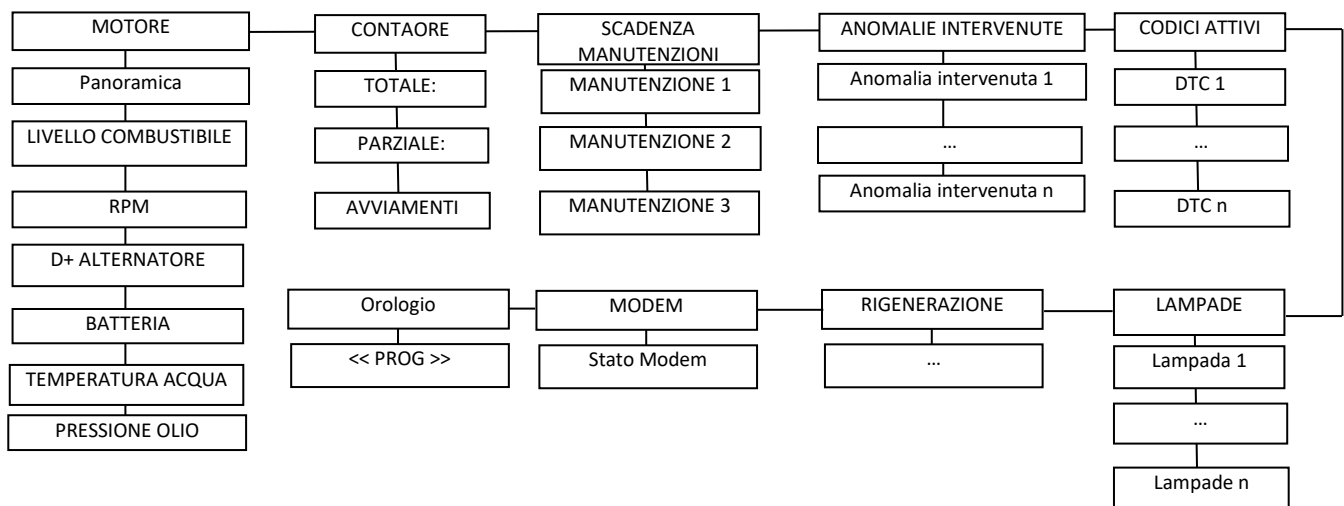 MOTORE
Panoramica
LIVELLO COMBUSTIBILE
RPM
D+ ALTERNATORE
BATTERIA
TEMPERATURA ACQUA
PRESSIONE OLIO
CONTAORE
TOTALE:
PARZIALE:
AVVIAMENTI
SCADENZA
MANUTENZIONI
MANUTENZIONE 1
MANUTENZIONE 2
MANUTENZIONE 3
ANOMALIE INTERVENUTE
Anomalia intervenuta 1
...
Anomalia intervenuta n
CODICI ATTIVI
DTC 1
...
DTC n
LAMPADE
Lampada 1
...
Lampade n
RIGENERAZIONE
...
MODEM
Stato Modem
Orologio
<< PROG >>